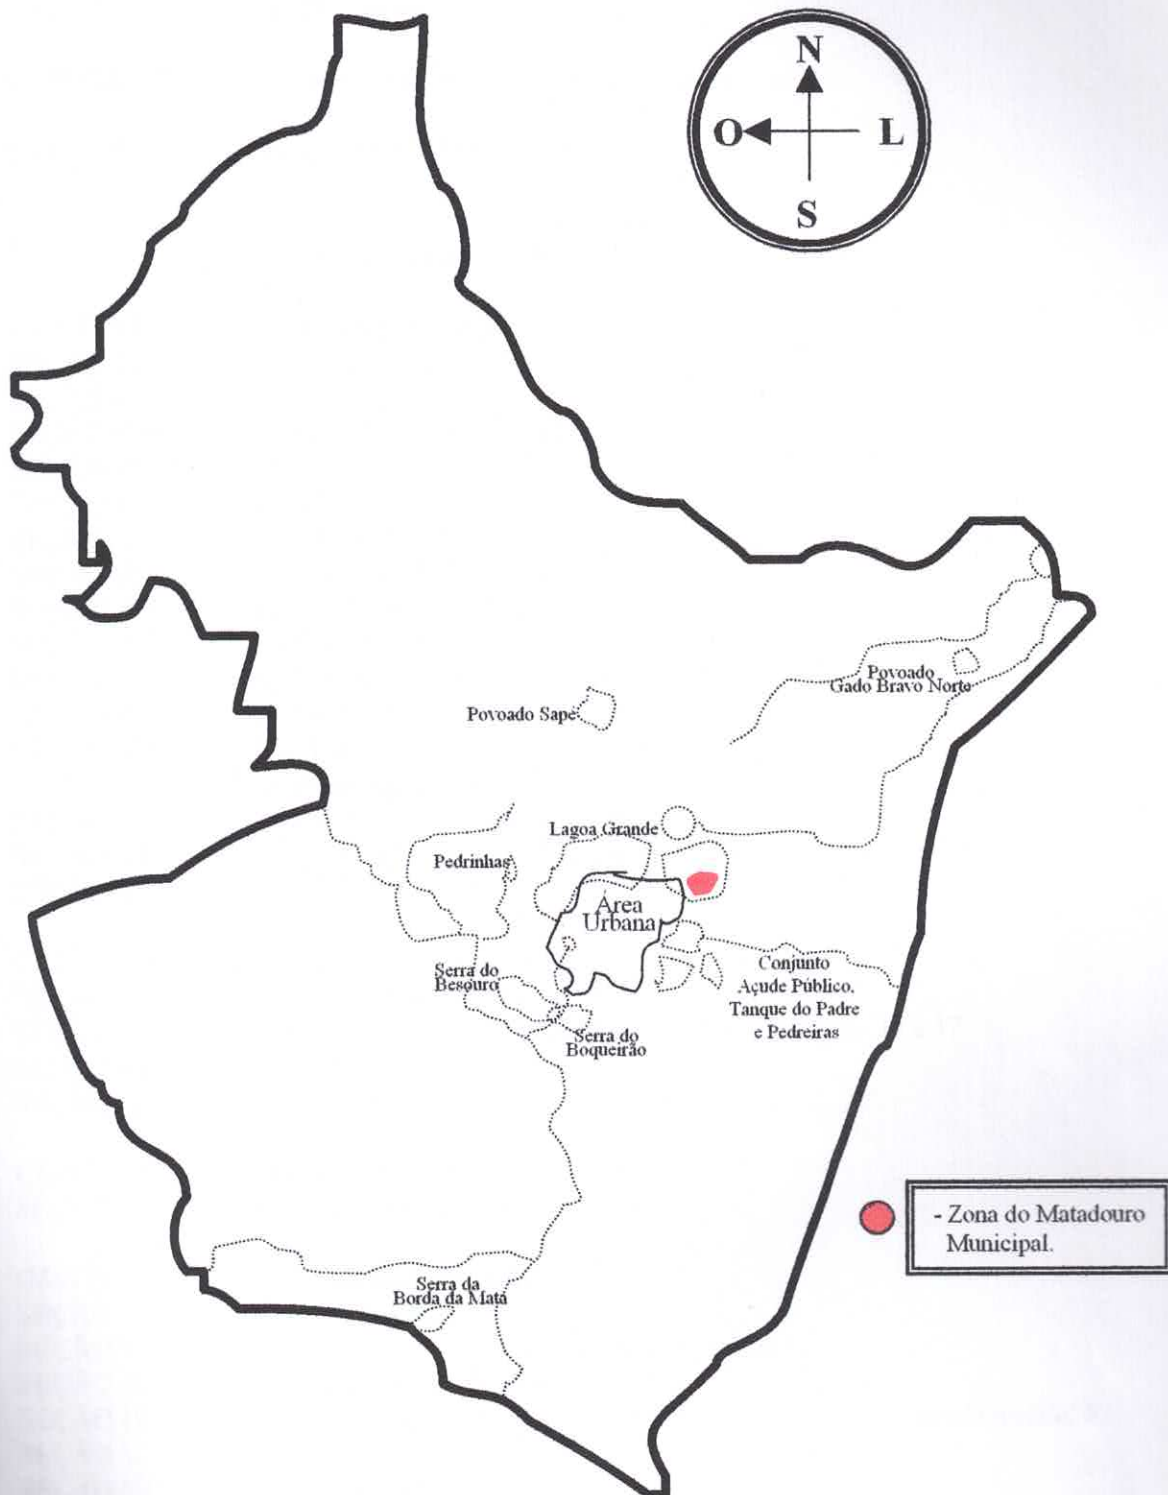 N
O L
S
Povoado
Gado Bravo Norte
Povoado Sapé
Lagoa Grande
Pedrinhas
Área
Urbana
Serra do
Besouro
Conjunto
Açude Público,
Tanque do Padre
e Pedreiras
Serra do
Boqueirão
- Zona do Matadouro
Municipal.
Serra da
Borda da Mata